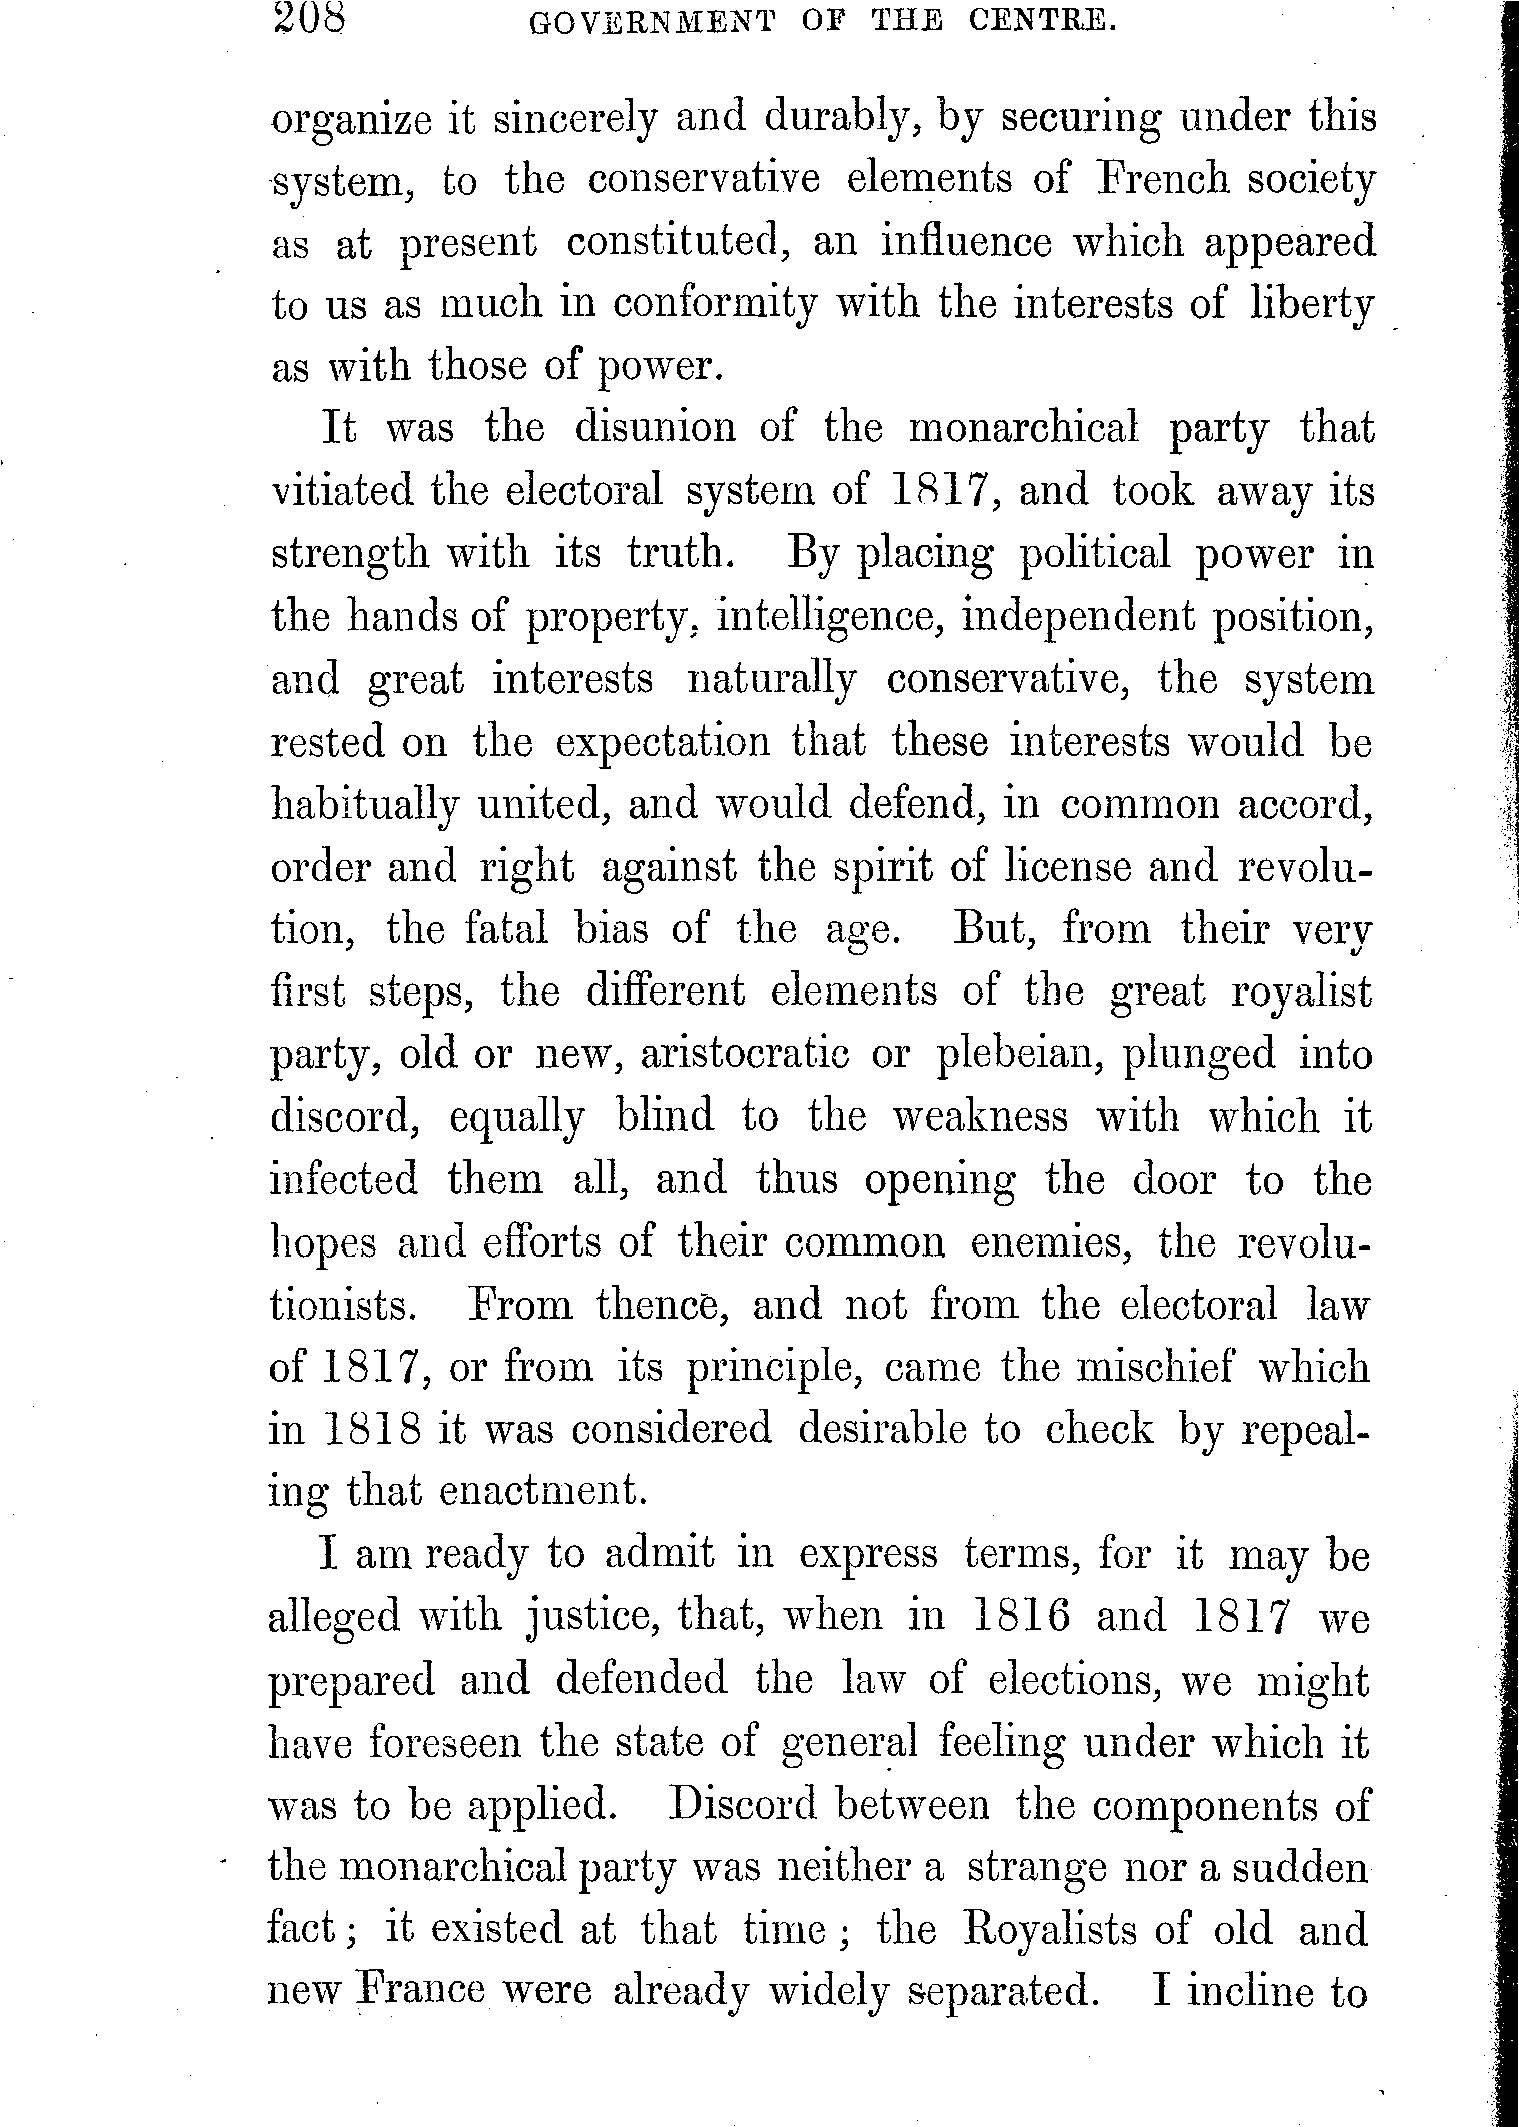 208 GOVERNMENT OF THE CENTRE.
organize it sincerely and durably, by securing under this
system, to the conservative elements of French society
as at present constituted, an influence which appeared
to us as much in conformity with the interests of liberty
as with those of power.
It was the disunion of the monarchical party that
vitiated the electoral system of 1817, and took away its
strength with its truth. By placing political power in
the hands of property, intelligence, independent position,
and great interests naturally conservative, the system
rested on the expectation that these interests would be
habitually united, and would defend, in common accord,
order and right against the spirit of license and revolu-
tion, the fatal bias of the age. But, from their very
first steps, the different elements of the great royalist
party, old or new, aristocratic or plebeian, plunged into
discord, equally blind to the weakness with which it
infected them all, and thus opening the door to the
hopes and efforts of their common enemies, the revolu-
tionists. From thence, and not from the electoral law
of 1817, or from its principle, came the mischief which
in 1818 it was considered desirable to check by repeal-
ing that enactment.
I am ready to admit in express terms, for it may be
alleged with justice, that, when in 1816 and 1817 we
prepared and defended the law of elections, we might
have foreseen the state of general feeling under which it
was to be applied. Discord between the components of
the monarchical party was neither a strange nor a sudden
fact; it existed at that time; the Royalists of old and
new France were already widely separated. I incline to